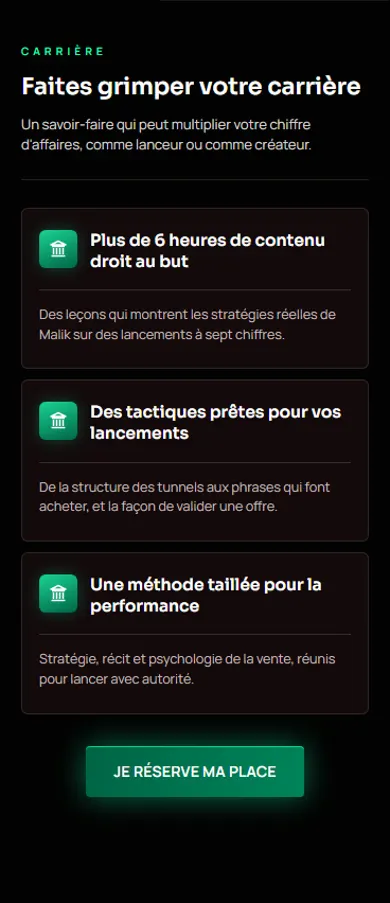 CARRIÈRE
Faites grimper votre carrière
Un savoir-faire qui peut multiplier votre chiffre
d'affaires, comme lanceur ou comme créateur.
Plus de 6 heures de contenu
droit au but
Des leçons qui montrent les stratégies réelles de
Malik sur des lancements à sept chiffres.
Des tactiques prêtes pour vos
lancements
De la structure des tunnels aux phrases qui font
acheter, et la façon de valider une offre.
Une méthode taillée pour la
performance
Stratégie, récit et psychologie de la vente, réunis
pour lancer avec autorité.
JE RÉSERVE MA PLACE